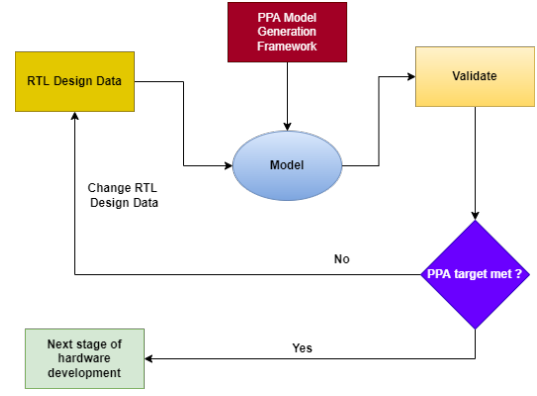 PPA Model
Generation
Framework
RTL Design Data
Validate
Model
Change RTL
Design Data
No
PPA target met ?
Next stage of
hardware
development
Yes